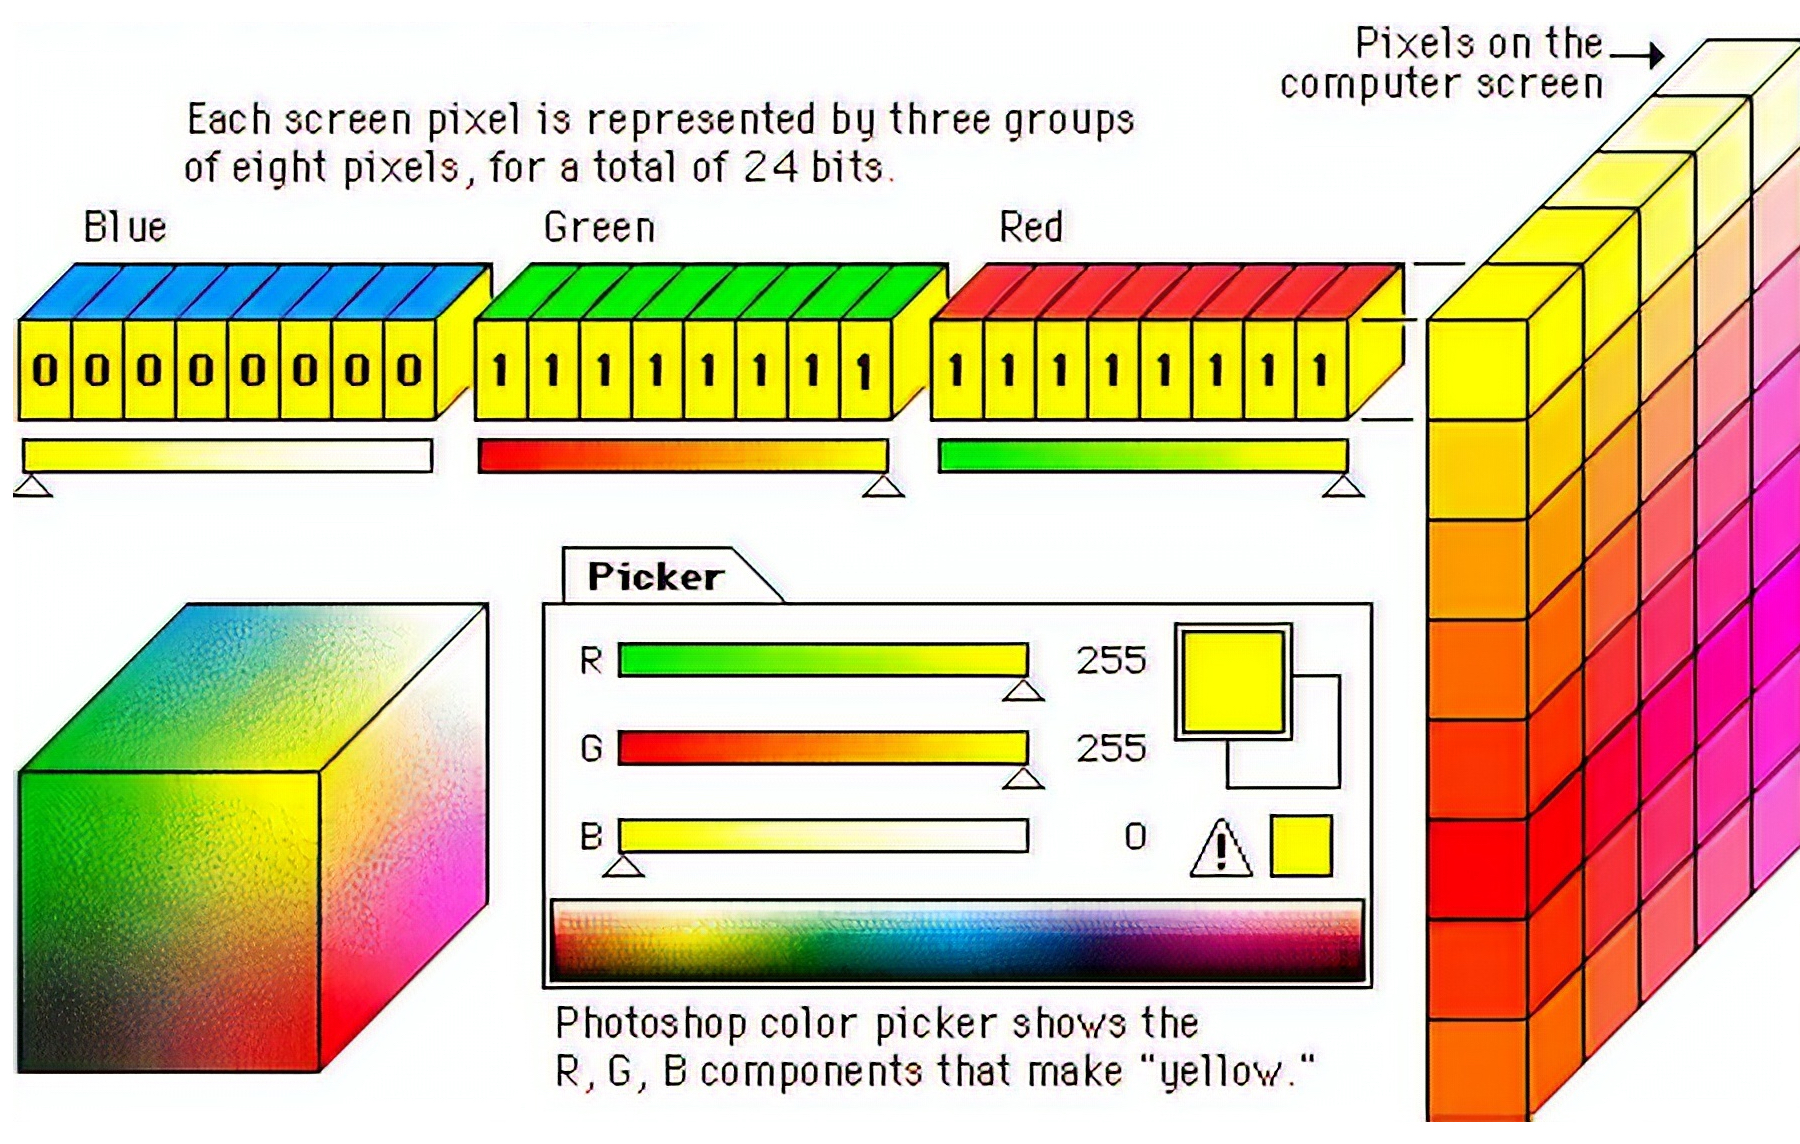 Pixels on the
computer screen
Each screen pixel is represented by three groups
of eight pixels, for a total of 24 bits.
Blue Green Red
0 0 0 0 0 0 0 0 1 1 1 1 1 1 1 1 1 1 1 1 1 1 1 1
Picker
R 255
G 255
B 0
!
Photoshop color picker shows the
R, G, B components that make "yellow."